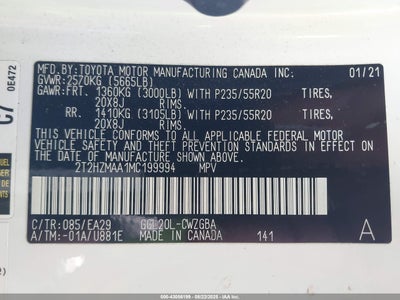 MFD.BY:TOYOTA MOTOR MANUFACTURING CANADA INC. 01/21
GVWR:2570KG (5665LB)
GAWR:FRT. 1360KG (3000LB) WITH P235/55R20 TIRES,
20X8J RIMS.
RR. 1410KG (3105LB) WITH P235/55R20 TIRES,
20X8J RIMS.
THIS VEHICLE CONFORMS TO ALL APPLICABLE FEDERAL MOTOR
VEHICLE SAFETY AND THEFT PREVENTION STANDARDS IN
EFFECT ON THE DATE OF MANUFACTURE SHOWN ABOVE.
2T2HZMAA1MC199994 MPV
C/TR:085/EA29 GGL20L-CWZGBA
A/TM:-01A/U881E MADE IN CANADA 141
A
C7
0E472